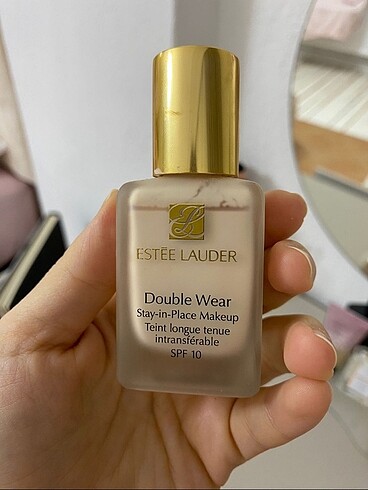 ESTĒE LAUDER
Double Wear
Stay-in-Place Makeup
Teint longue tenue
intransférable
SPF 10